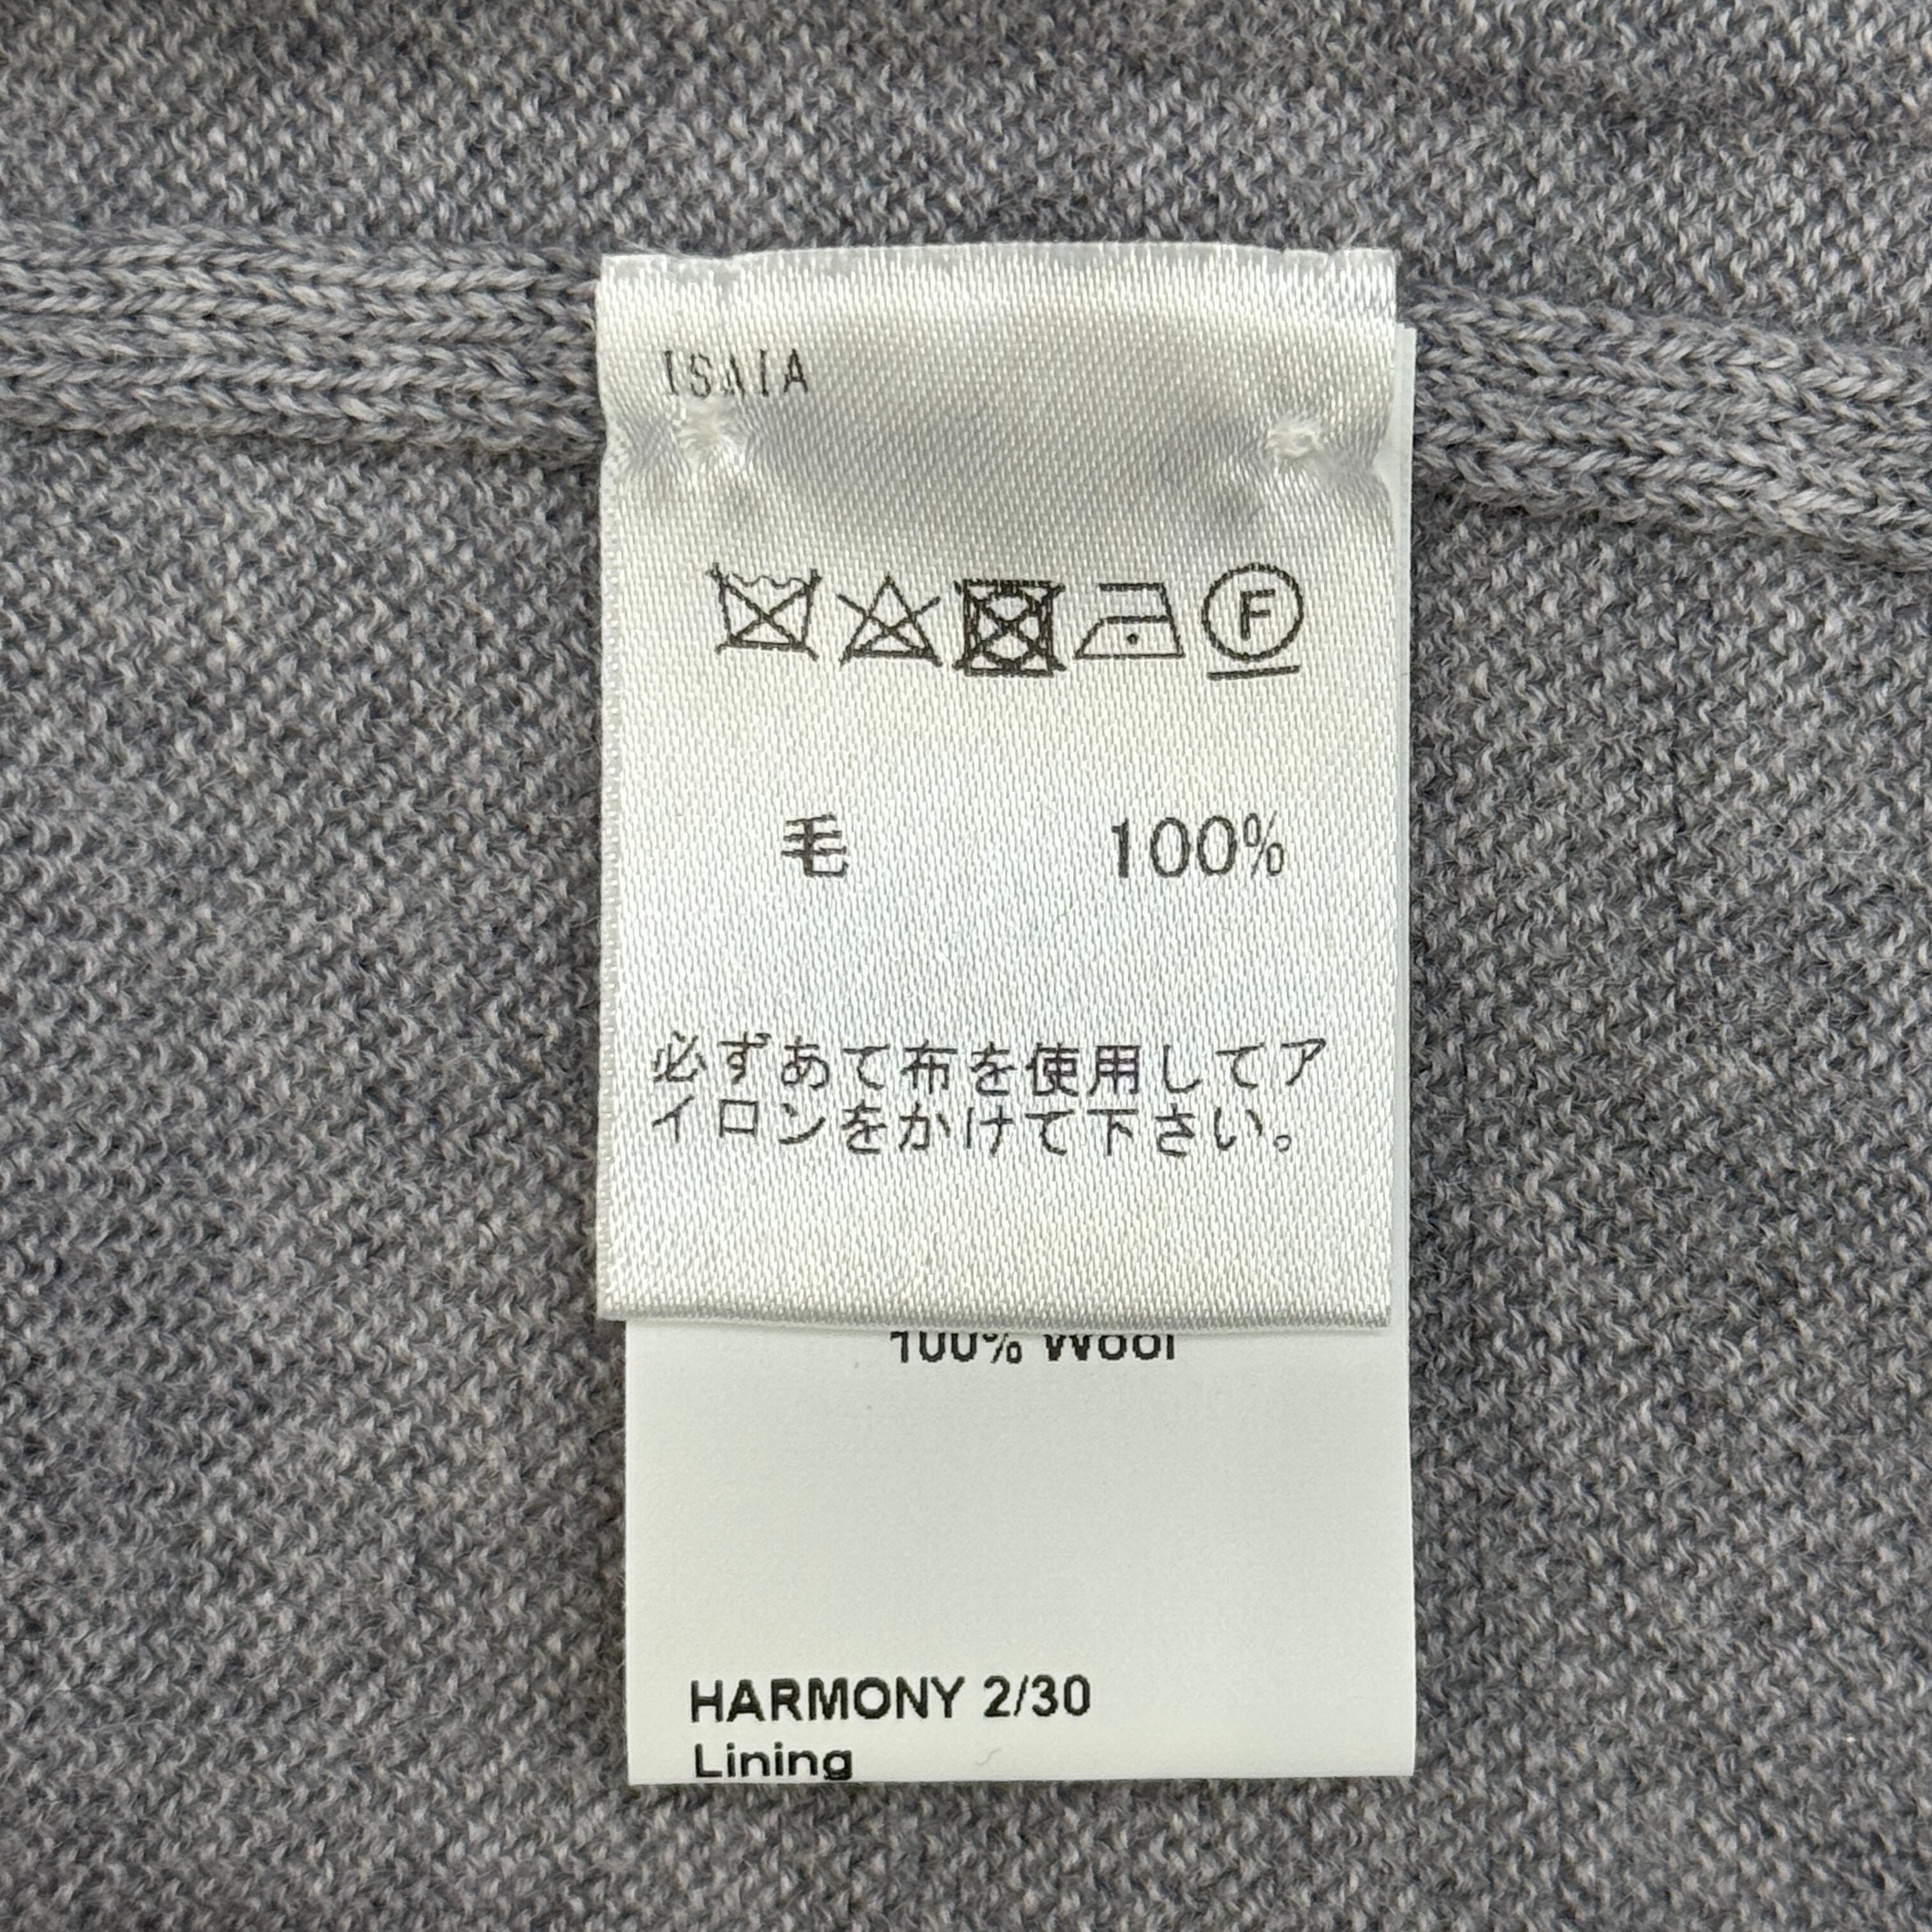 ISAIA
F
毛 100%
必ずあて布を使用してア
イロンをかけて下さい。
100% Wool
HARMONY 2/30
Lining